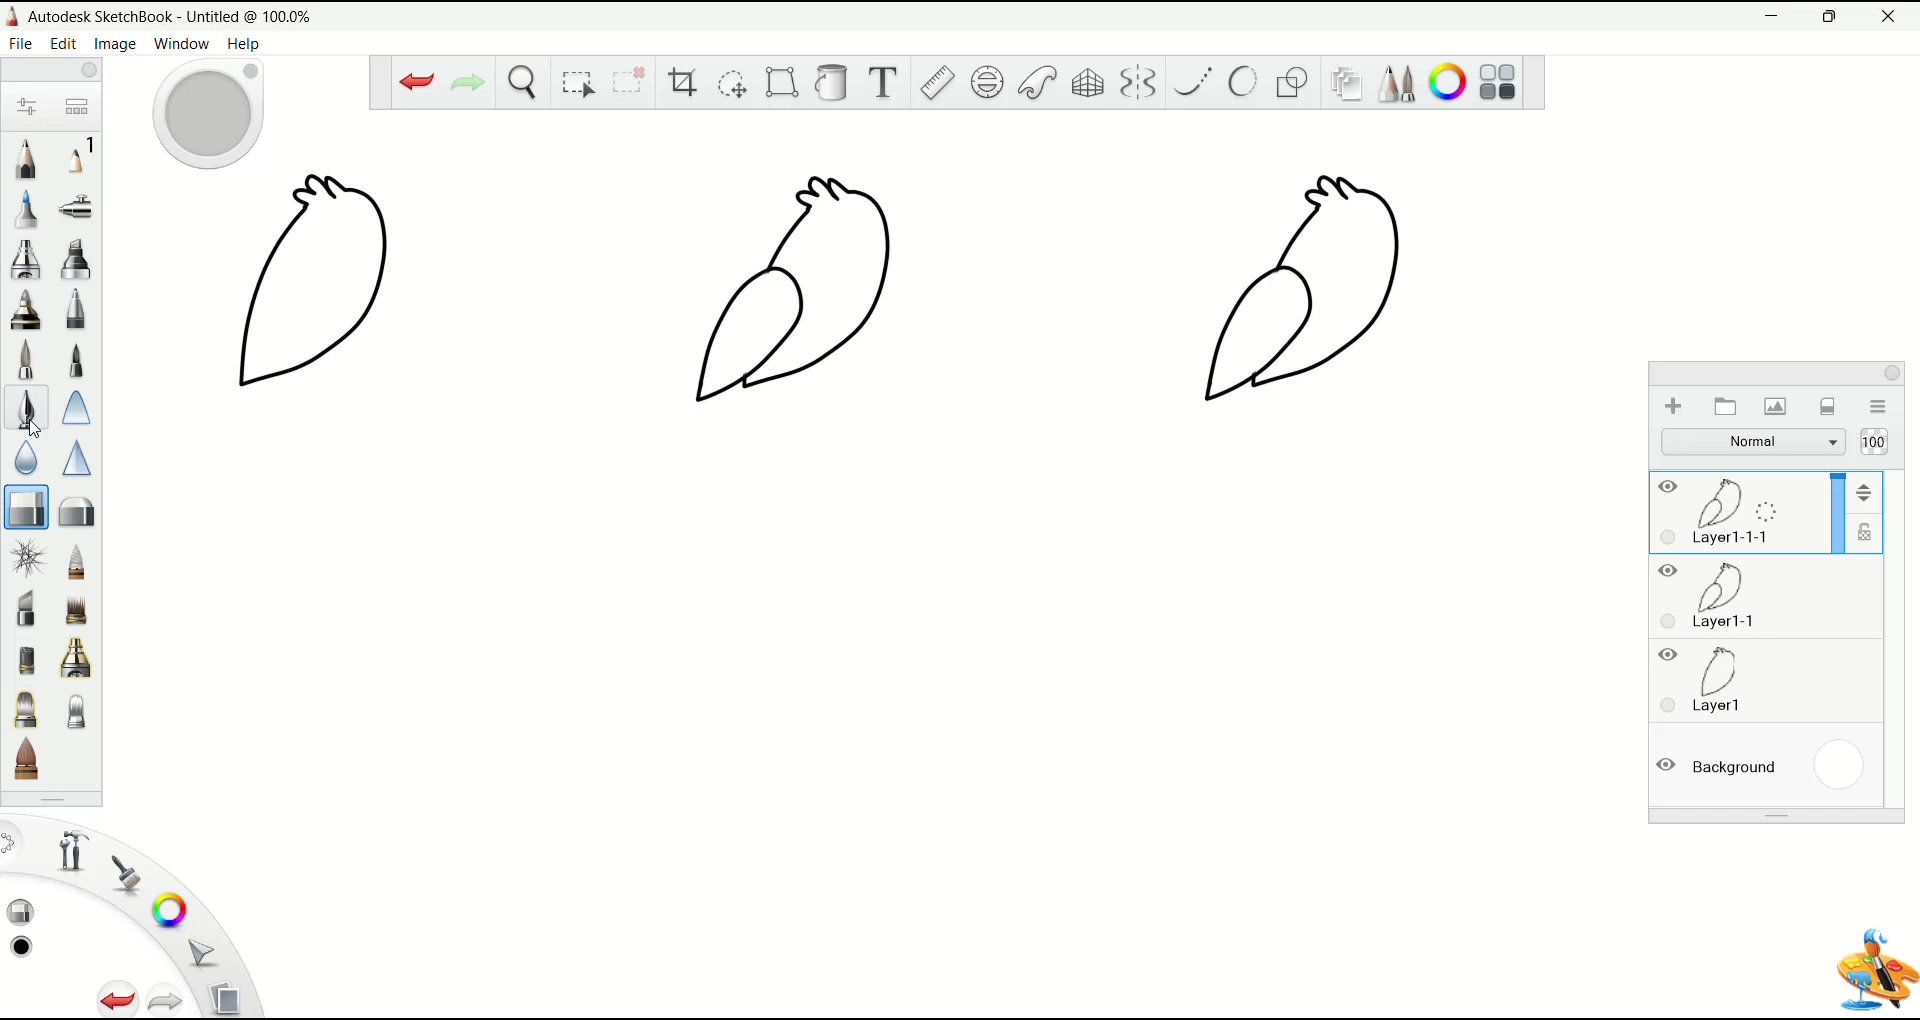 Autodesk SketchBook - Untitled @ 100.0%
File Edit Image Window Help
1
T
Normal 100
Layer1-1-1
Layer1-1
Layer1
Background